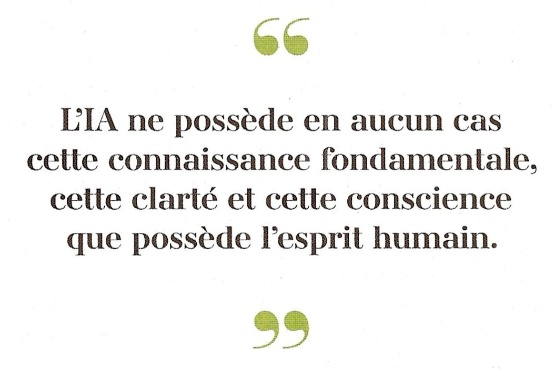 “
L’IA ne possède en aucun cas
cette connaissance fondamentale,
cette clarté et cette conscience
que possède l’esprit humain.
”